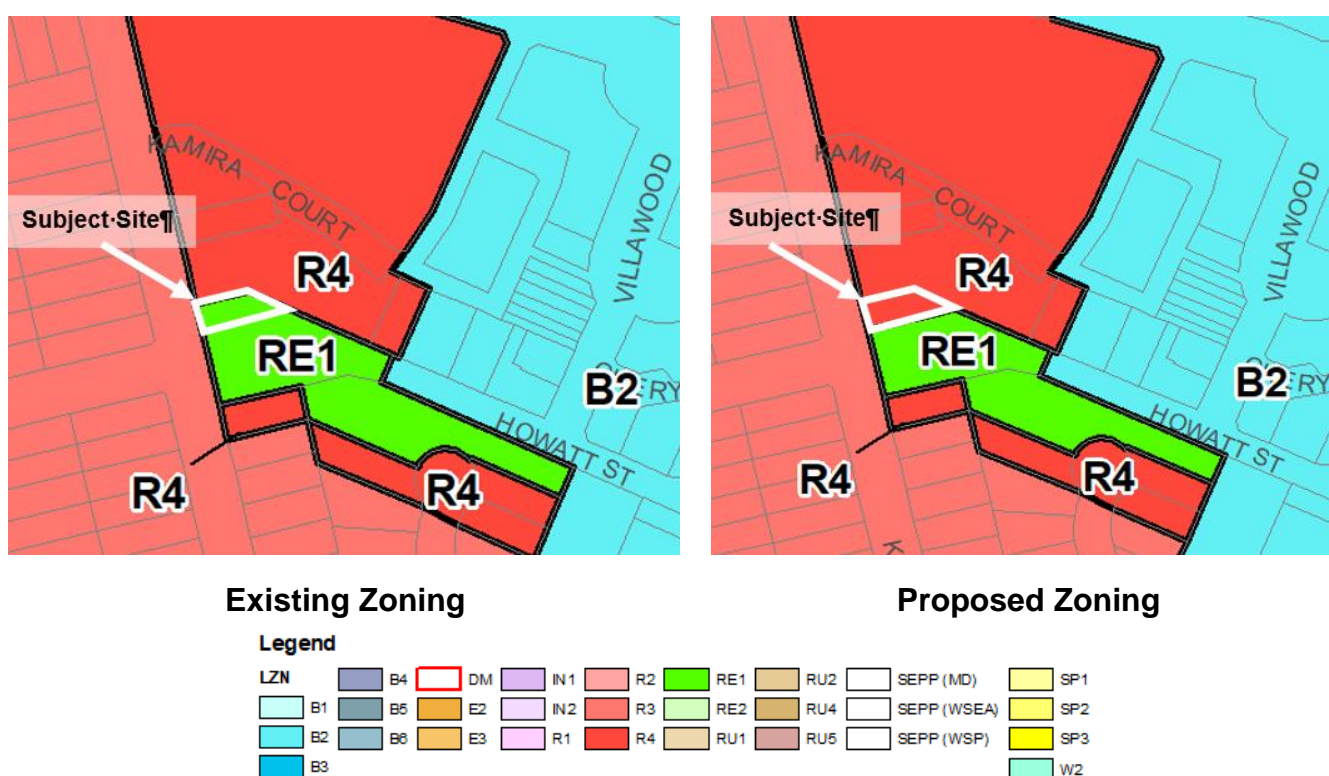 KAMIRA COURT
Subject·Site¶
R4
RE1
VILLAWOOD
B2
ERY
HOWATT ST
R4
R4
KAMIRA COURT
Subject·Site¶
R4
RE1
VILLAWOOD
B2
ERY
HOWATT ST
R4
R4
K
Existing Zoning
Proposed Zoning
Legend
LZN B4 DM IN1 R2 RE1 RU2 SEPP (MD) SP1
B1 B5 E2 IN2 R3 RE2 RU4 SEPP (WSEA) SP2
B2 B6 E3 R1 R4 RU1 RU5 SEPP (WSP) SP3
B3 W2